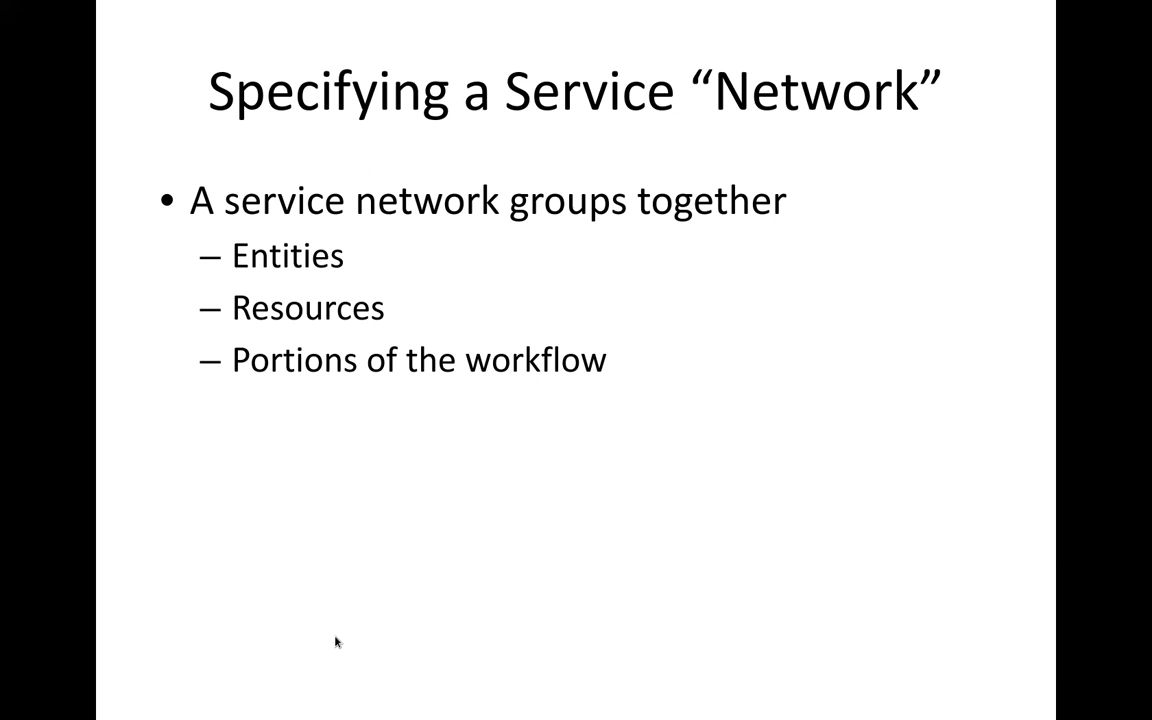 Specifying a Service “Network”
• A service network groups together
– Entities
– Resources
– Portions of the workflow